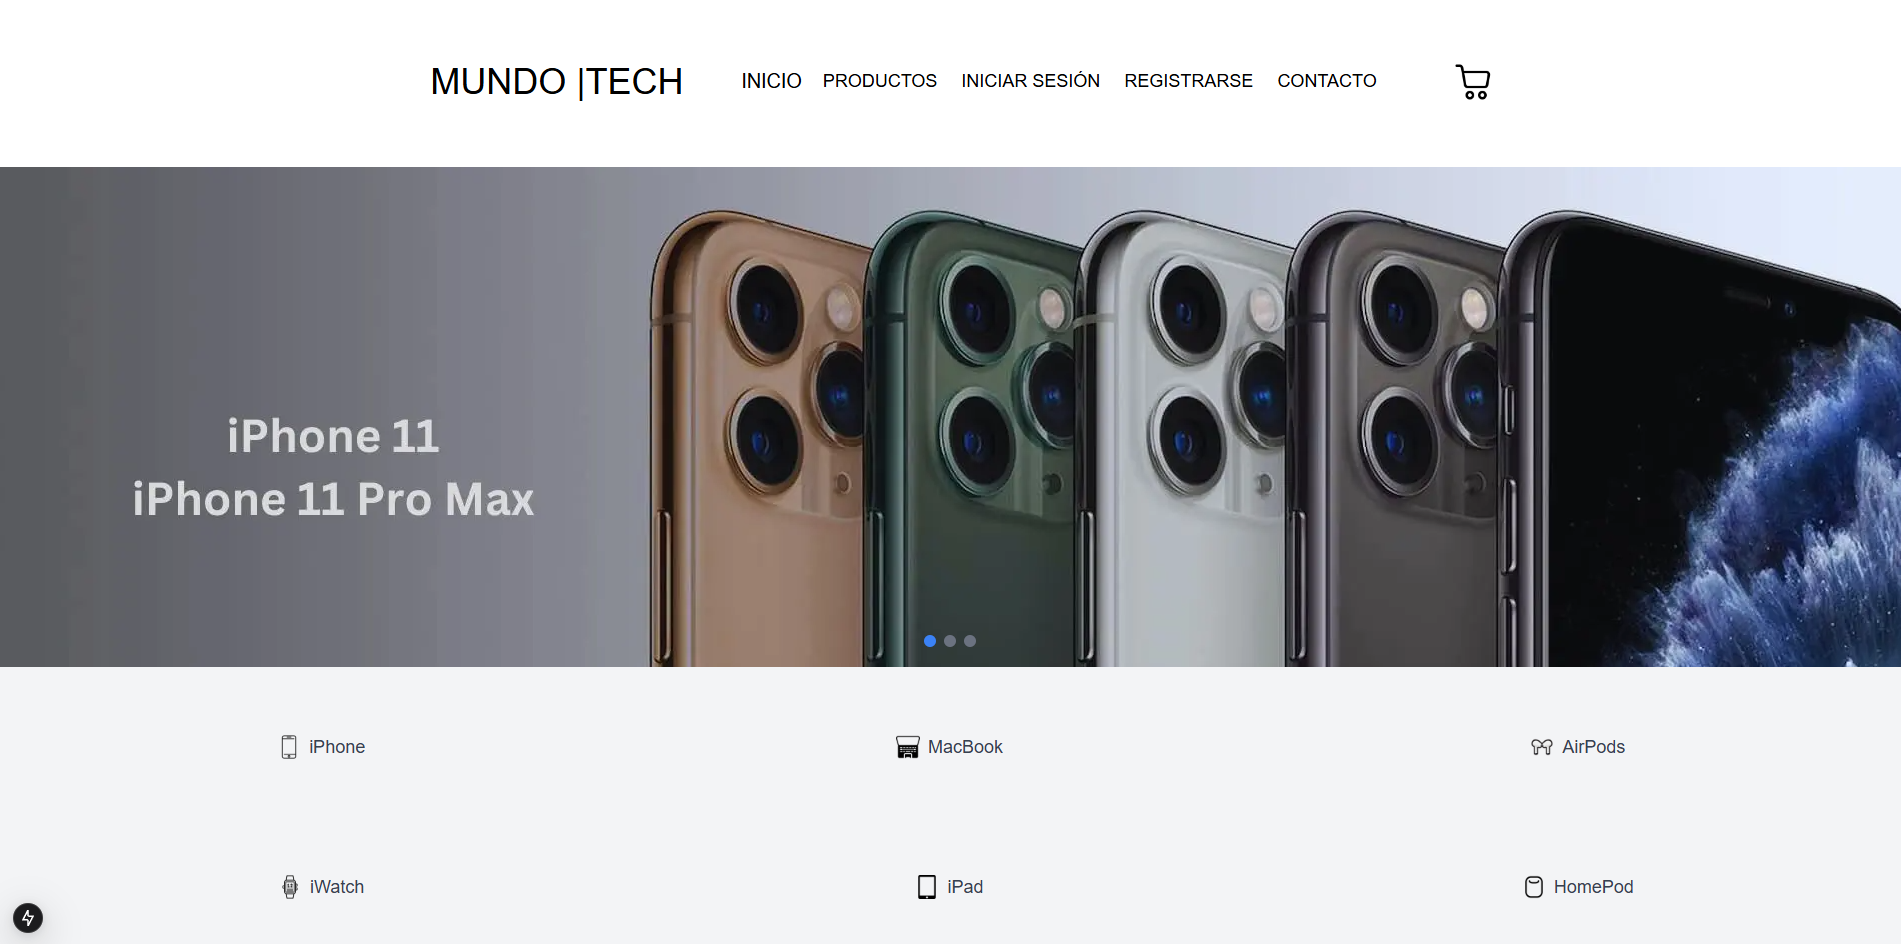 MUNDO |TECH INICIO PRODUCTOS INICIAR SESIÓN REGISTRARSE CONTACTO
iPhone 11
iPhone 11 Pro Max
iPhone MacBook AirPods
iWatch iPad HomePod